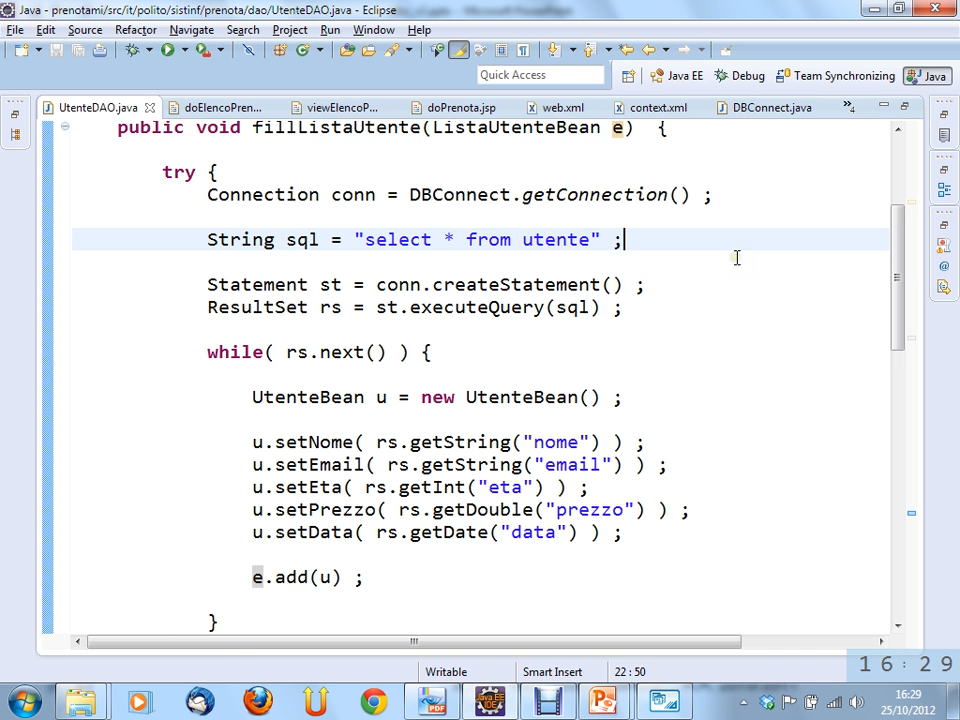 Java - prenotami/src/it/polito/sistinf/prenota/dao/UtenteDAO.java - Eclipse
File Edit Source Refactor Navigate Search Project Run Window Help
Quick Access
Java EE Debug Team Synchronizing Java
UtenteDAO.java doElencoPren... viewElencoP... doPrenota.jsp web.xml context.xml DBConnect.java »4
public void fillListaUtente(ListaUtenteBean e) {
try {
Connection conn = DBConnect.getConnection() ;
String sql = "select * from utente" ;
Statement st = conn.createStatement() ;
ResultSet rs = st.executeQuery(sql) ;
while( rs.next() ) {
UtenteBean u = new UtenteBean() ;
u.setNome( rs.getString("nome") ) ;
u.setEmail( rs.getString("email") ) ;
u.setEta( rs.getInt("eta") ) ;
u.setPrezzo( rs.getDouble("prezzo") ) ;
u.setData( rs.getDate("data") ) ;
e.add(u) ;
}
Writable Smart Insert 22 : 50
16:29
16:29
25/10/2012